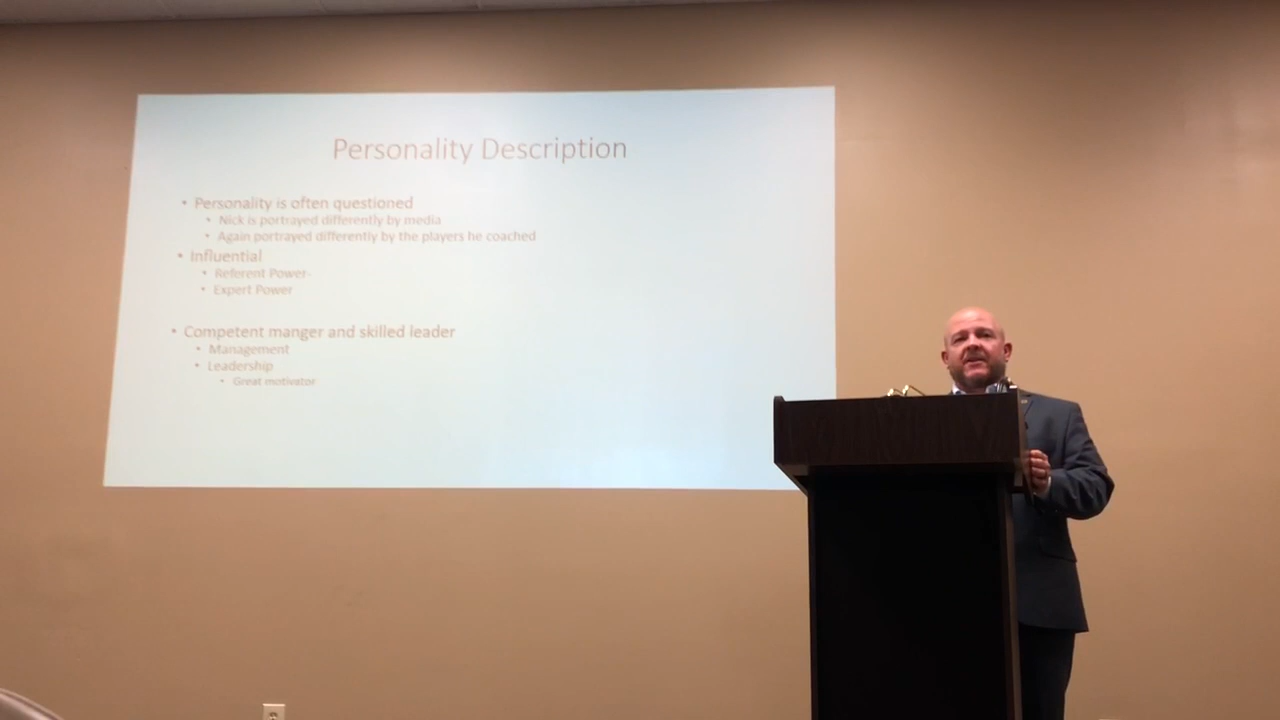 Personality Description
• Personality is often questioned
• Nick is portrayed differently by media
• Again portrayed differently by the players he coached
• Influential
• Referent Power-
• Expert Power
• Competent manger and skilled leader
• Management
• Leadership
• Great motivator